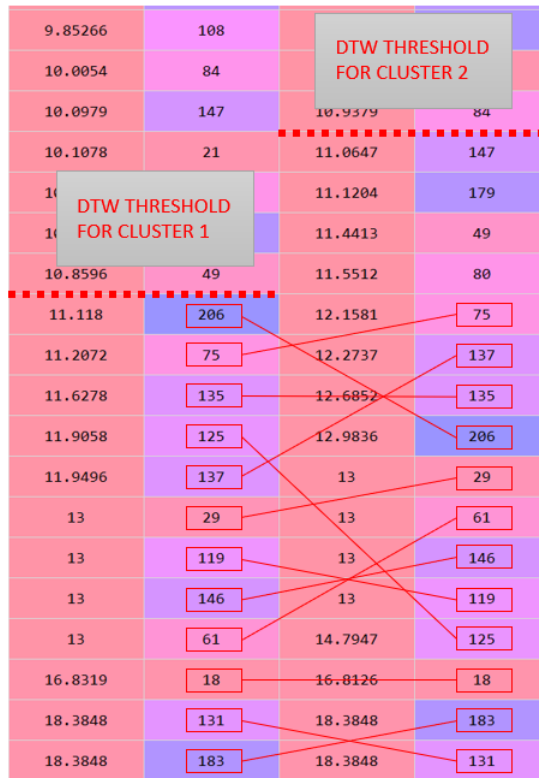 9.85266 108
DTW THRESHOLD
FOR CLUSTER 2
10.0054 84
10.0979 147 10.9379 84
10.1078 21 11.0647 147
11.1204 179
DTW THRESHOLD
FOR CLUSTER 1
11.4413 49
10.8596 49 11.5512 80
11.118 206 12.1581 75
11.2072 75 12.2737 137
11.6278 135 12.6852 135
11.9058 125 12.9836 206
11.9496 137 13 29
13 29 13 61
13 119 13 146
13 146 13 119
13 61 14.7947 125
16.8319 18 16.8126 18
18.3848 131 18.3848 183
18.3848 183 18.3848 131